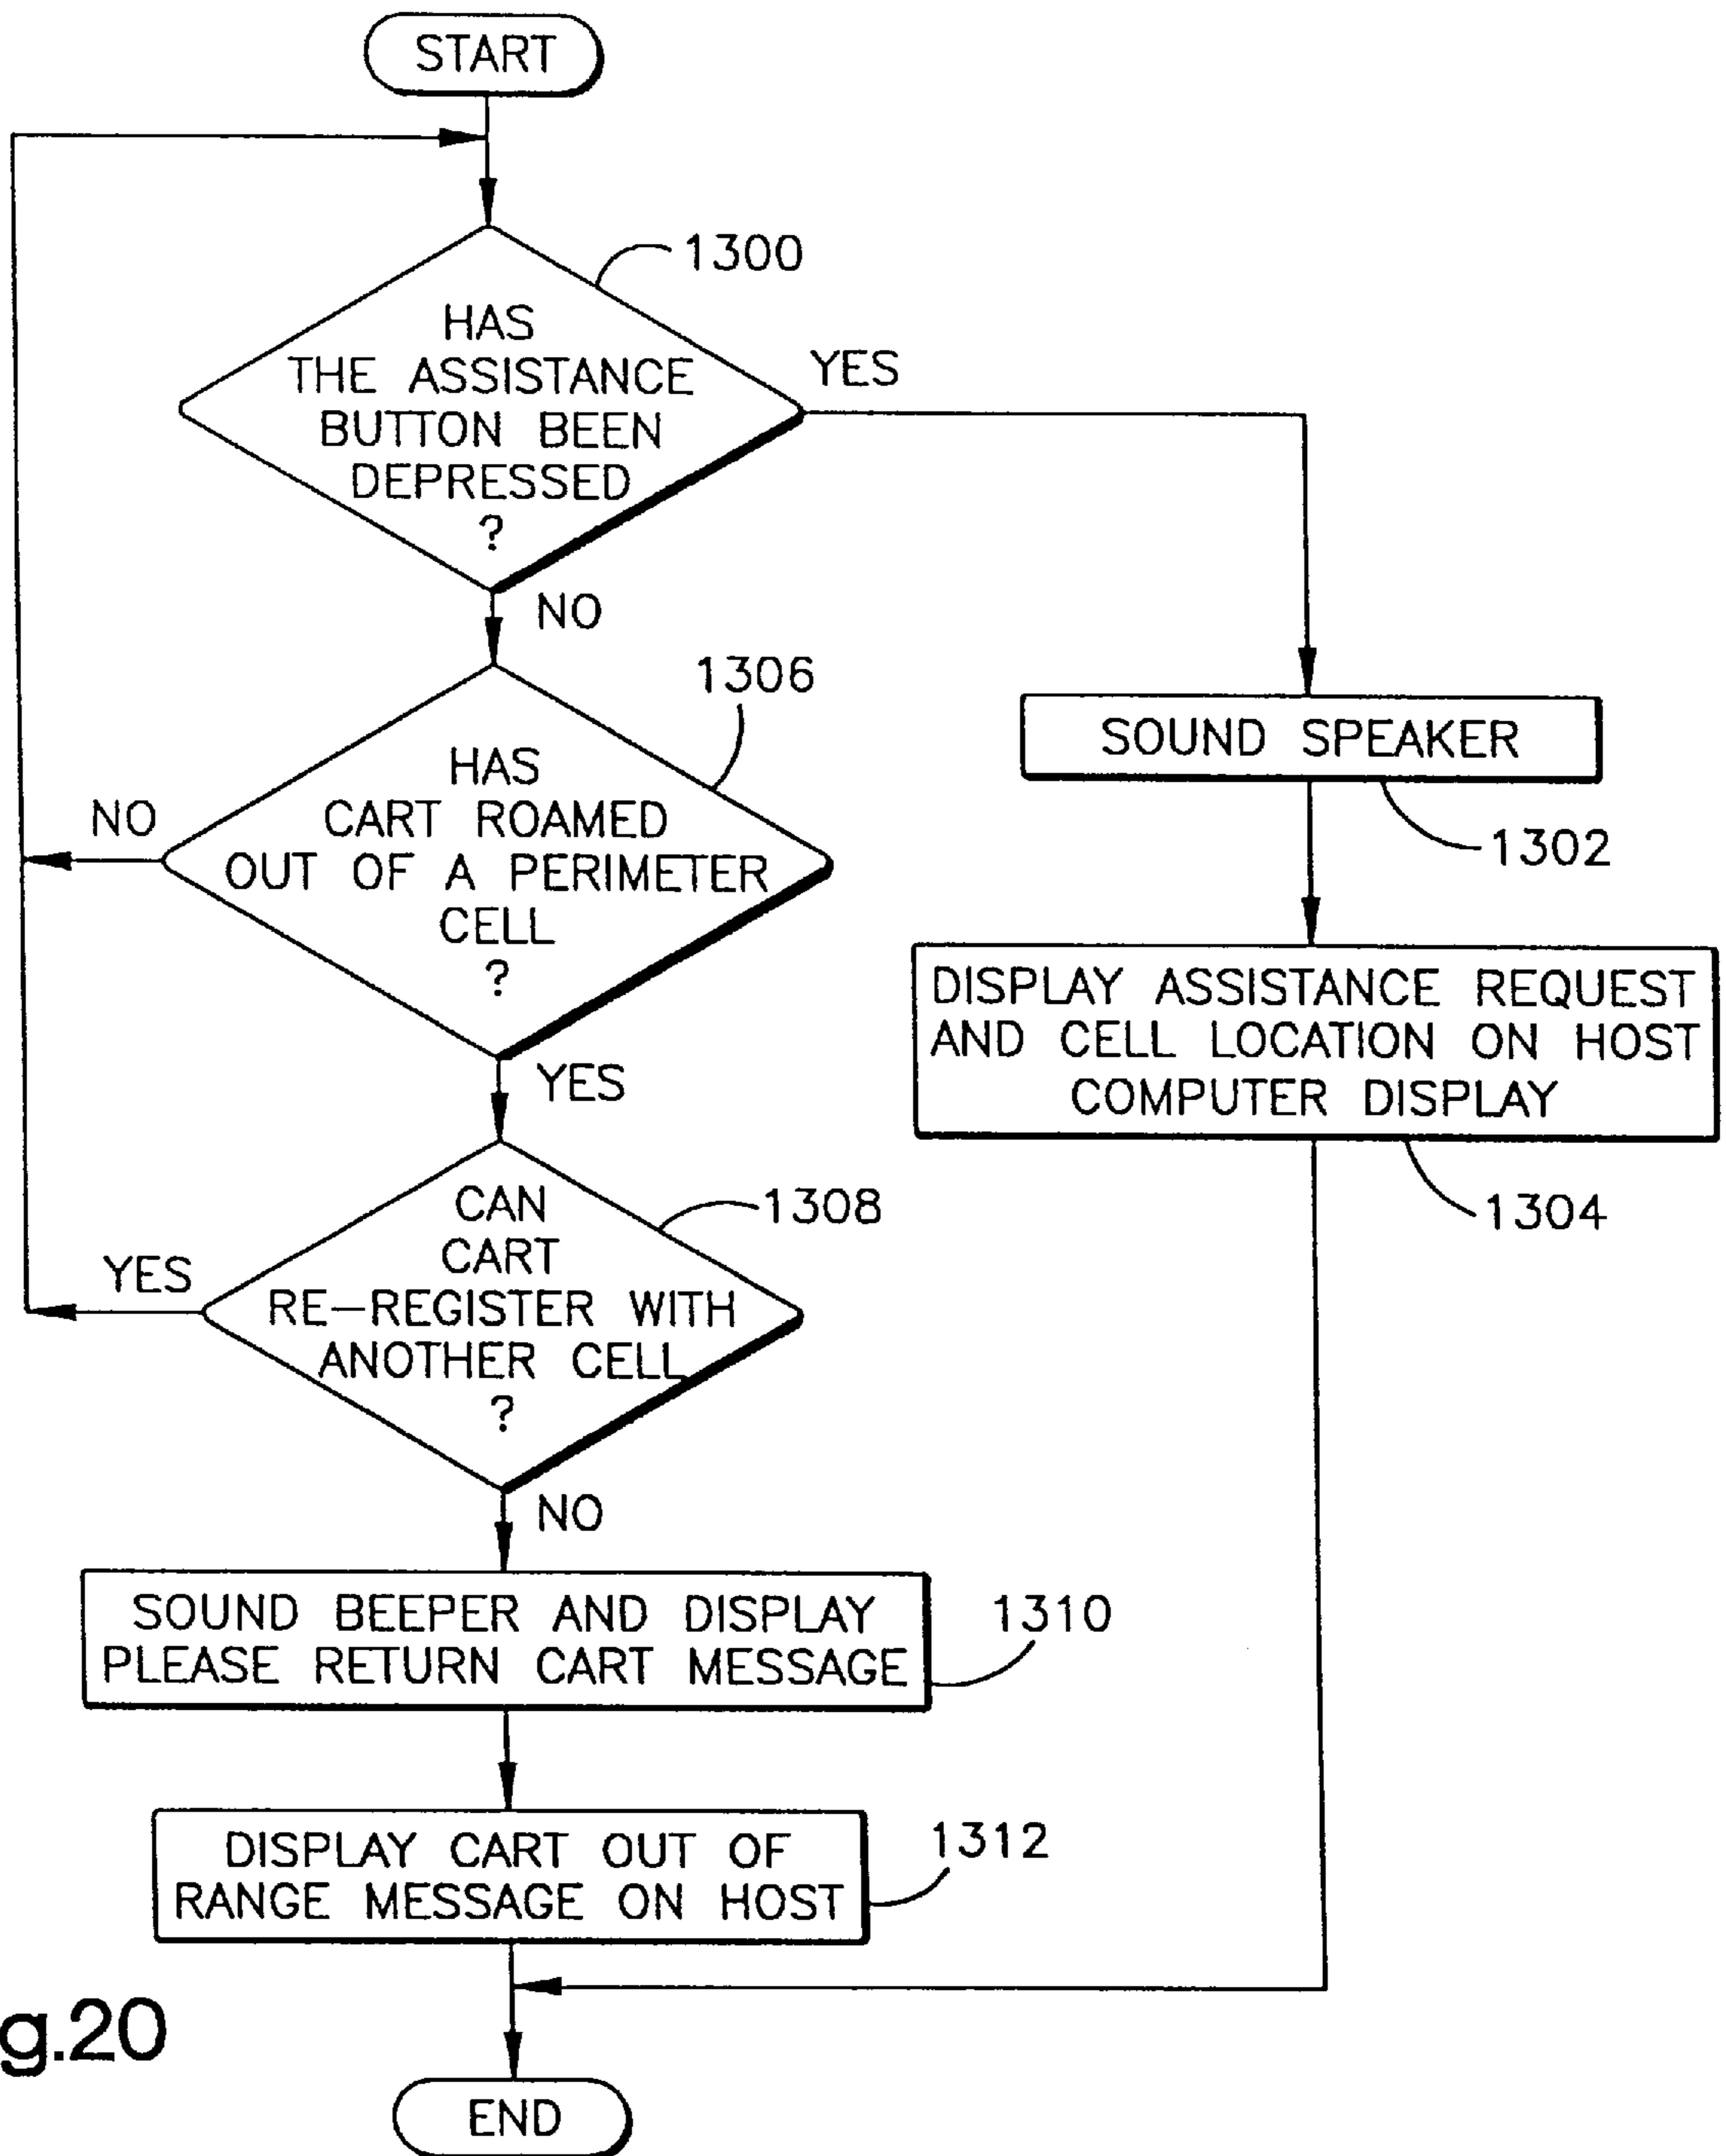 START
1300
HAS
THE ASSISTANCE
BUTTON BEEN
DEPRESSED
?
YES
NO
1306
HAS
CART ROAMED
OUT OF A PERIMETER
CELL
?
NO
YES
SOUND SPEAKER
1302
DISPLAY ASSISTANCE REQUEST
AND CELL LOCATION ON HOST
COMPUTER DISPLAY
1304
CAN
CART
RE-REGISTER WITH
ANOTHER CELL
?
1308
YES
NO
SOUND BEEPER AND DISPLAY
PLEASE RETURN CART MESSAGE
1310
DISPLAY CART OUT OF
RANGE MESSAGE ON HOST
1312
g.20
END